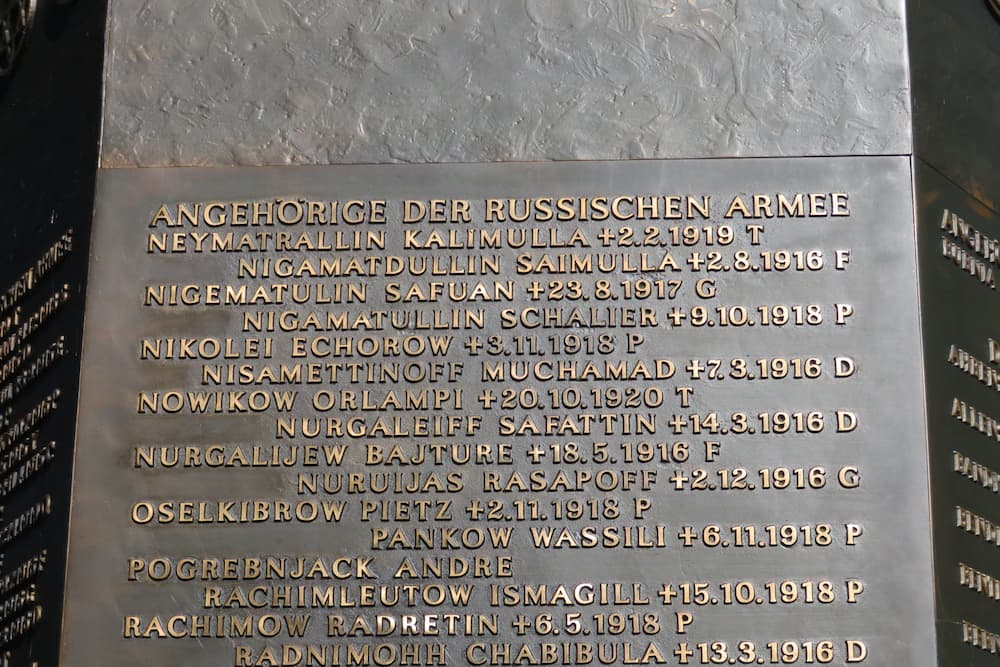 ANGEHÖRIGE DER RUSSISCHEN ARMEE
NEYMATRALLIN KALIMULLA +2.2.1919 T
NIGAMATDULLIN SAIMULLA +2.8.1916 F
NIGEMATULIN SAFUAN +23.8.1917 G
NIGAMATULLIN SCHALIER +9.10.1918 P
NIKOLEI ECHOROW +3.11.1918 P
NISAMETTINOFF MUCHAMAD +7.3.1916 D
NOWIKOW ORLAMPI +20.10.1920 T
NURGALEIFF SAFATTIN +14.3.1916 D
NURGALIJEW BAJTURE +18.5.1916 F
NURUIJAS RASAPOFF +2.12.1916 G
OSELKIBROW PIETZ +2.11.1918 P
PANKOW WASSILI +6.11.1918 P
POGREBNJACK ANDRE
RACHIMLEUTOW ISMAGILL +15.10.1918 P
RACHIMOW RADRETIN +6.5.1918 P
RADNIMOHH CHABIBULA +13.3.1916 D